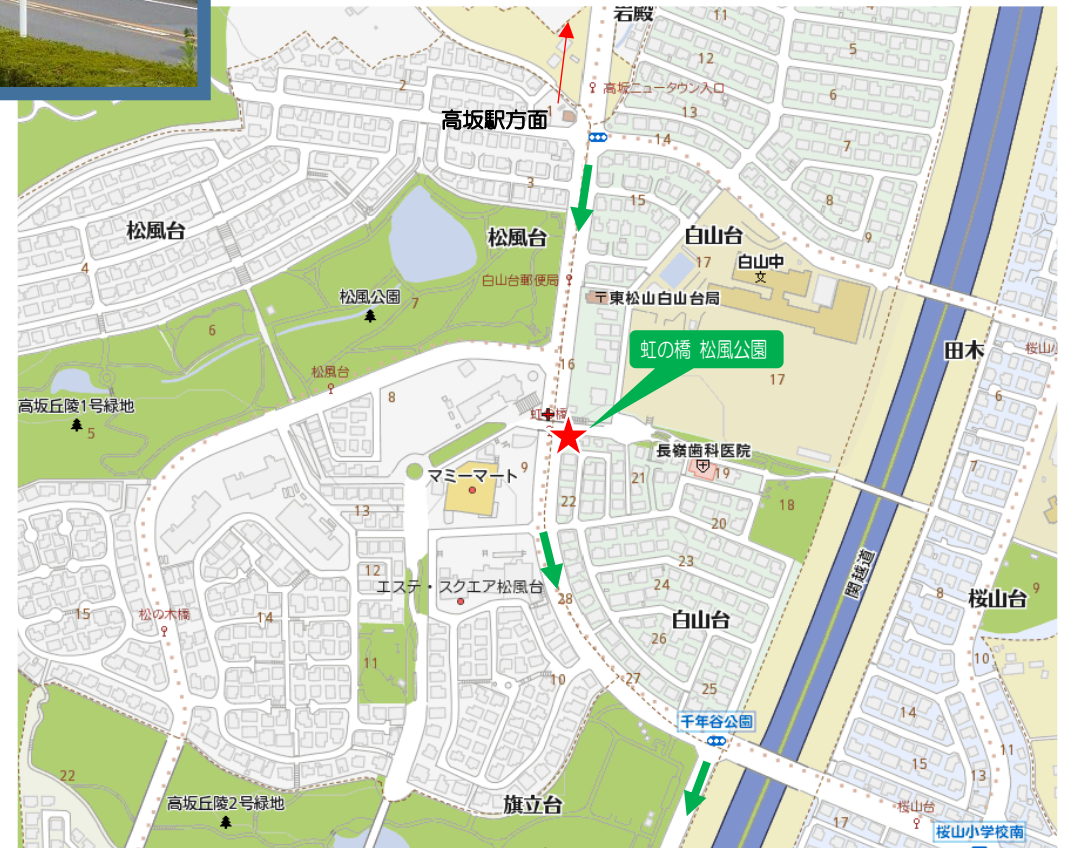 岩殿
11
12
5
2
高坂ニュータウン入口
6
1
高坂駅方面
13
14
7
3
15
8
松風台
松風台
白山台
9
4
17
白山中
文
白山台郵便局
松風公園
7
〒東松山白山台局
6
虹の橋 松風公園
田木
16
松風台
17
8
6
高坂丘陵1号緑地
5
長嶺歯科医院
7
マミーマート
9
21
19
22
18
13
20
23
関越道
12
エステ・スクエア松風台
24
9
8
桜山台
15
松の木橋
14
28
白山台
26
11
10
10
27
25
14
千年谷公園
11
22
15
13
高坂丘陵2号緑地
旗立台
桜山台
17
桜山小学校南